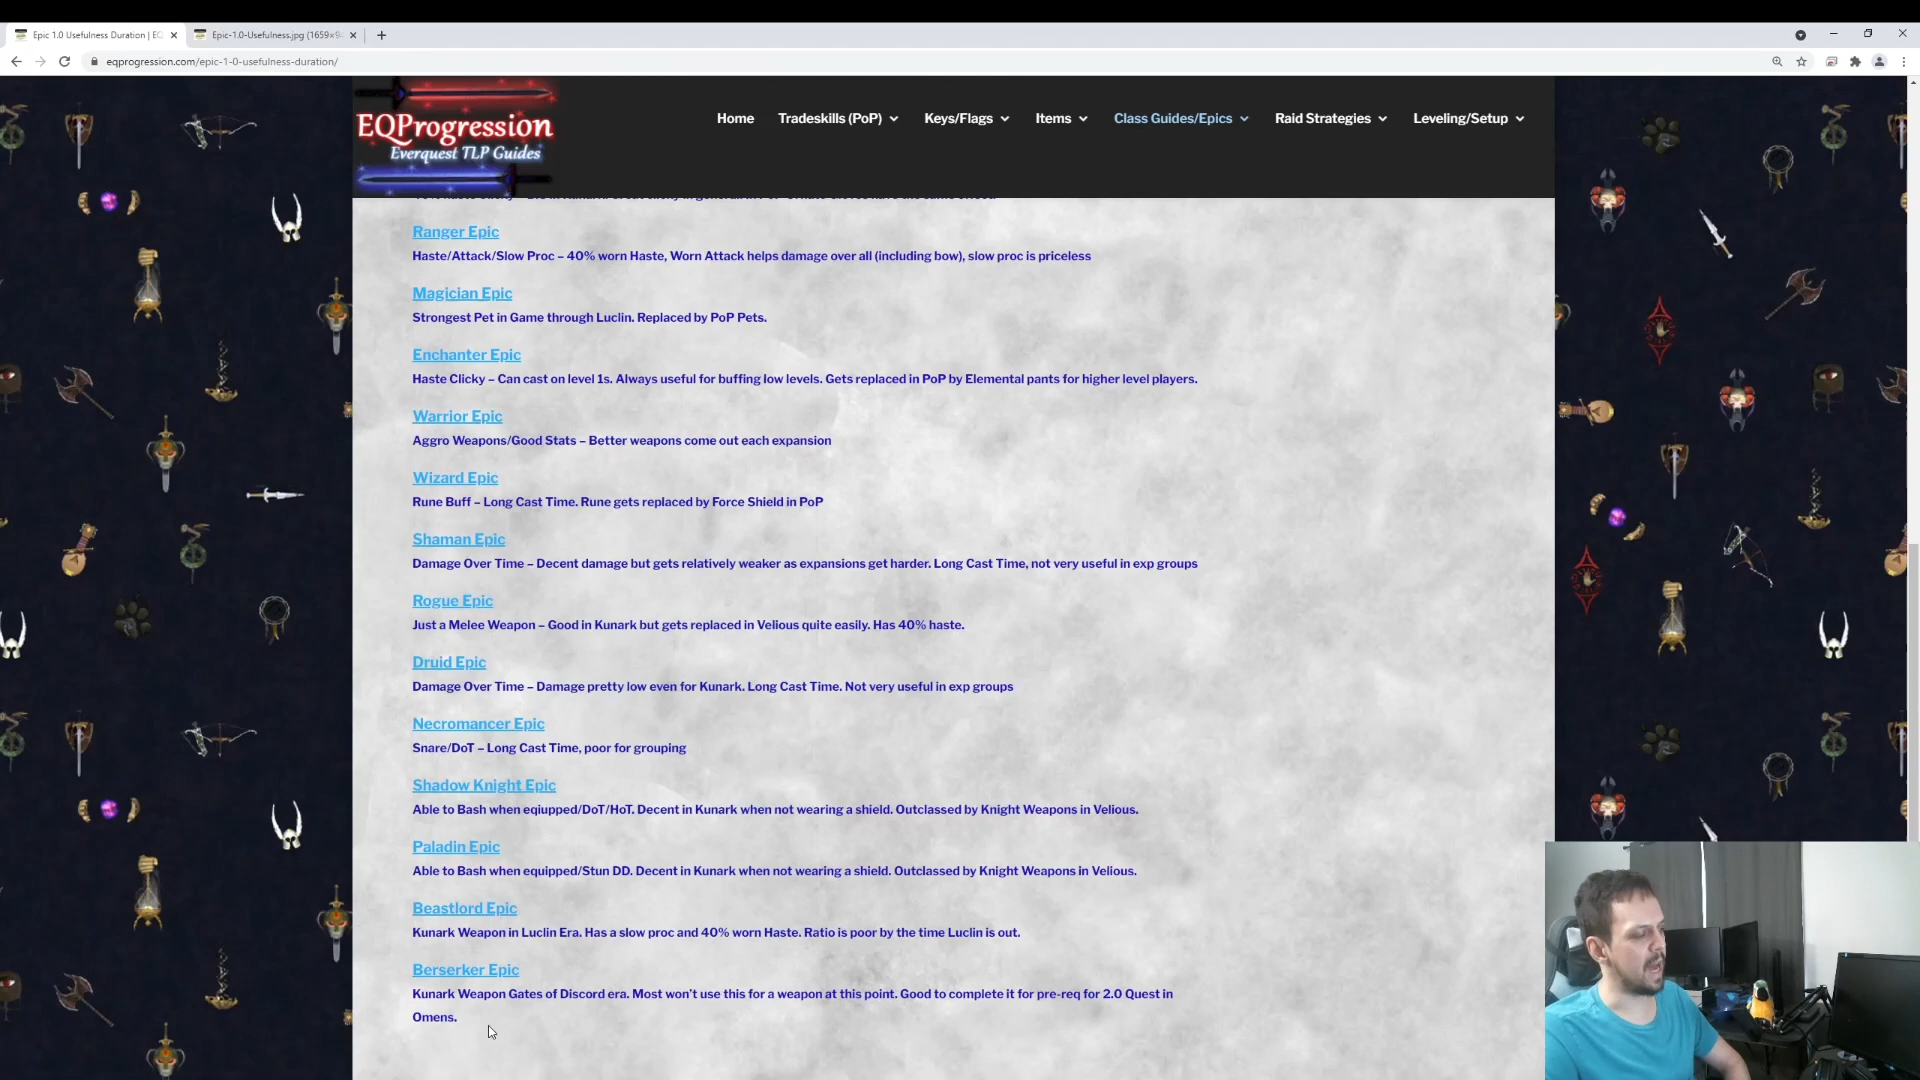 Epic 1.0 Usefulness Duration | EQ
Epic-1.0-Usefulness.jpg (1659×9
eqprogression.com/epic-1-0-usefulness-duration/
EQProgression
Everquest TLP Guides
Home
Tradeskills (PoP)
Keys/Flags
Items
Class Guides/Epics
Raid Strategies
Leveling/Setup
Ranger Epic
Haste/Attack/Slow Proc – 40% worn Haste, Worn Attack helps damage over all (including bow), slow proc is priceless
Magician Epic
Strongest Pet in Game through Luclin. Replaced by PoP Pets.
Enchanter Epic
Haste Clicky – Can cast on level 1s. Always useful for buffing low levels. Gets replaced in PoP by Elemental pants for higher level players.
Warrior Epic
Aggro Weapons/Good Stats – Better weapons come out each expansion
Wizard Epic
Rune Buff – Long Cast Time. Rune gets replaced by Force Shield in PoP
Shaman Epic
Damage Over Time – Decent damage but gets relatively weaker as expansions get harder. Long Cast Time, not very useful in exp groups
Rogue Epic
Just a Melee Weapon – Good in Kunark but gets replaced in Velious quite easily. Has 40% haste.
Druid Epic
Damage Over Time – Damage pretty low even for Kunark. Long Cast Time. Not very useful in exp groups
Necromancer Epic
Snare/DoT – Long Cast Time, poor for grouping
Shadow Knight Epic
Able to Bash when eqiupped/DoT/HoT. Decent in Kunark when not wearing a shield. Outclassed by Knight Weapons in Velious.
Paladin Epic
Able to Bash when equipped/Stun DD. Decent in Kunark when not wearing a shield. Outclassed by Knight Weapons in Velious.
Beastlord Epic
Kunark Weapon in Luclin Era. Has a slow proc and 40% worn Haste. Ratio is poor by the time Luclin is out.
Berserker Epic
Kunark Weapon Gates of Discord era. Most won't use this for a weapon at this point. Good to complete it for pre-req for 2.0 Quest in
Omens.